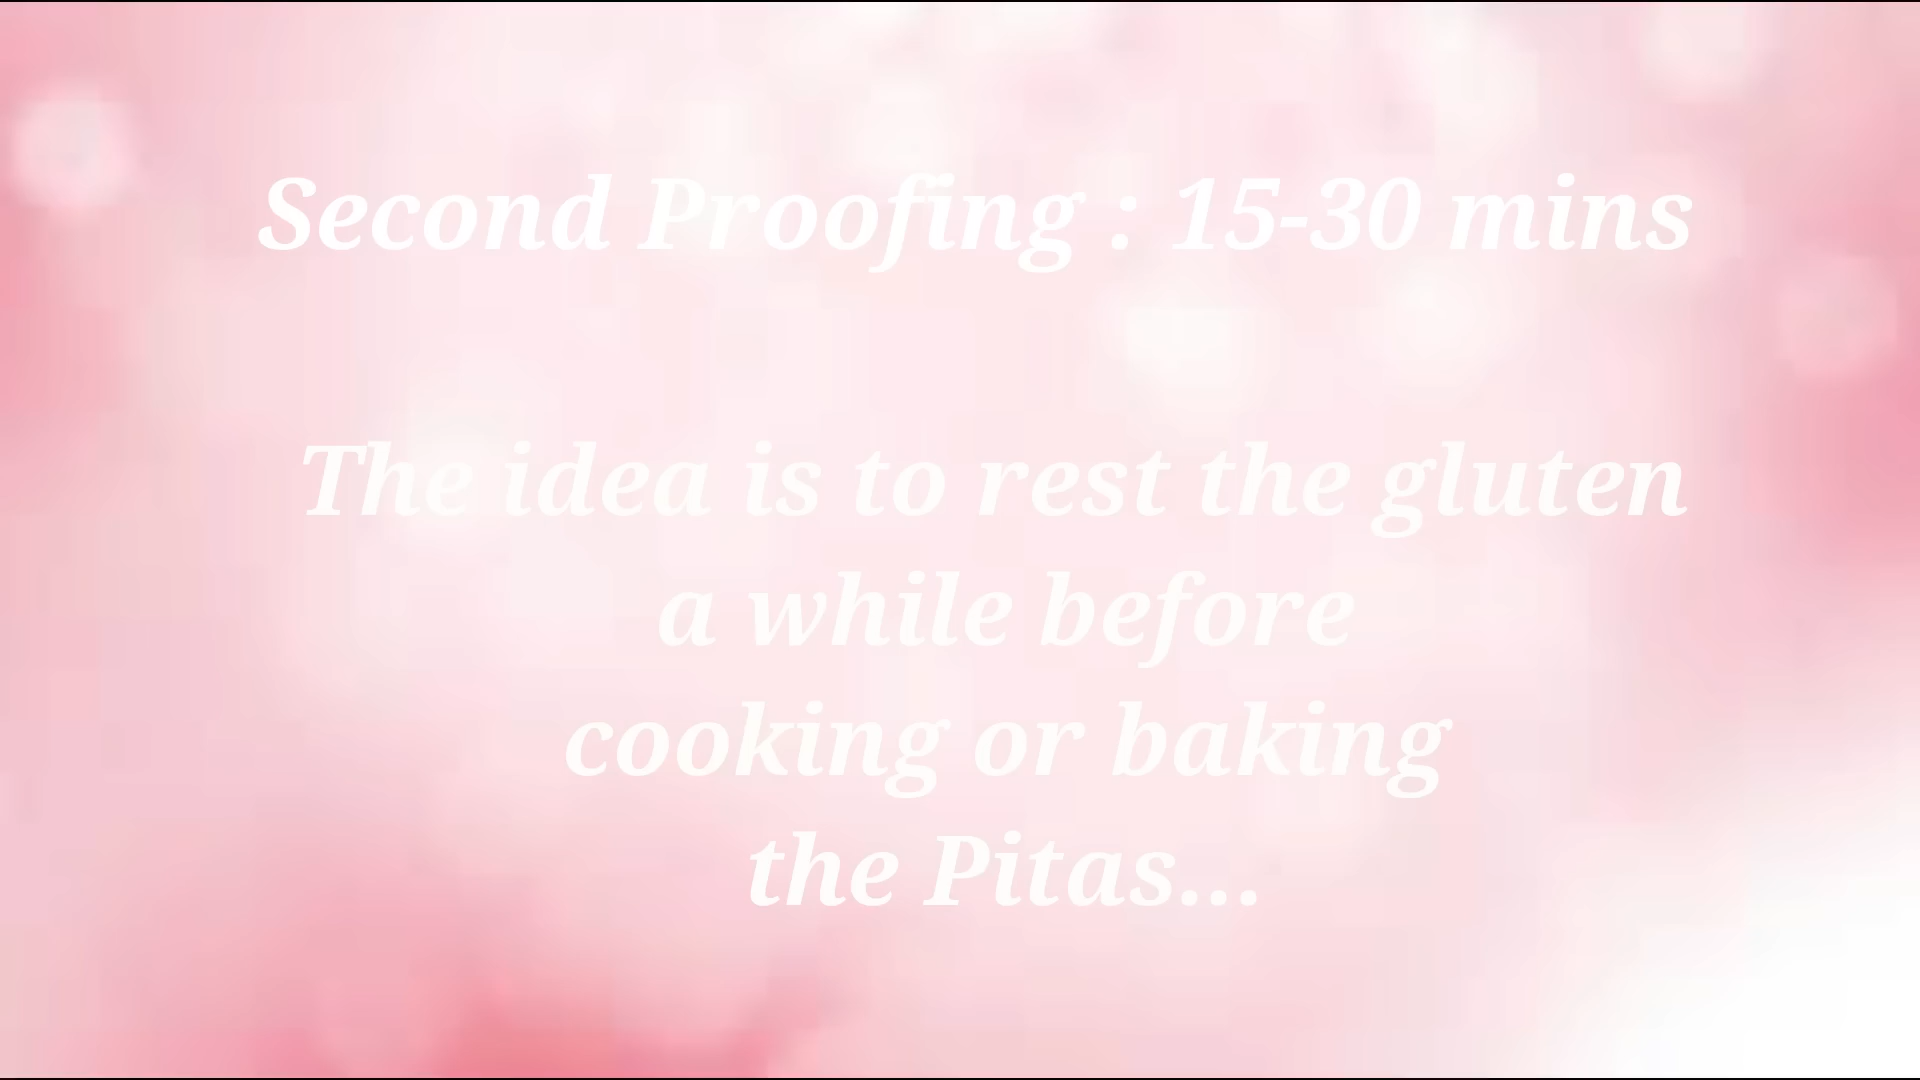 Second Proofing : 15-30 mins
The idea is to rest the gluten
a while before
cooking or baking
the Pitas...